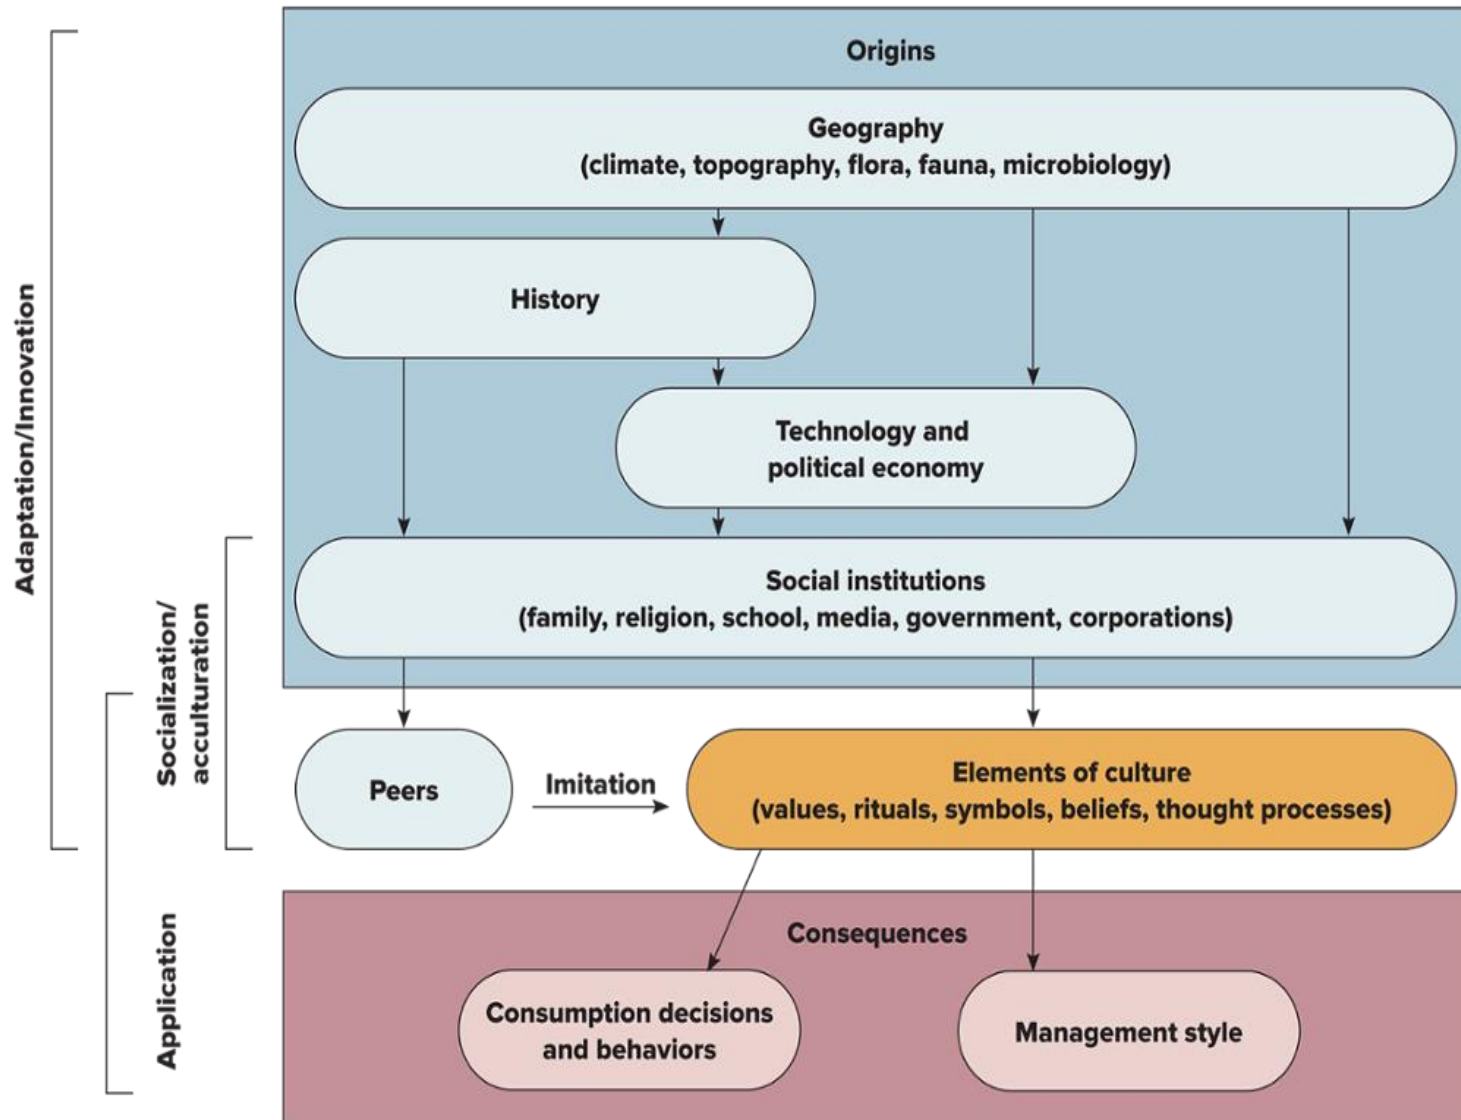 Origins
Geography
(climate, topography, flora, fauna, microbiology)
History
Technology and
political economy
Social institutions
(family, religion, school, media, government, corporations)
Peers
Imitation
Elements of culture
(values, rituals, symbols, beliefs, thought processes)
Consequences
Consumption decisions
and behaviors
Management style
Adaptation/Innovation
Socialization/
acculturation
Application